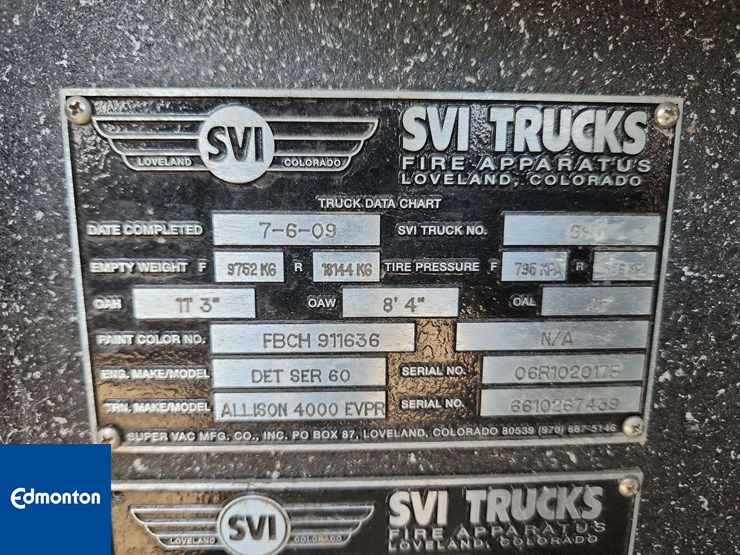 SVI
LOVELAND COLORADO
SVI TRUCKS
FIRE APPARATUS
LOVELAND, COLORADO
TRUCK DATA CHART
DATE COMPLETED 7-6-09 SVI TRUCK NO.
EMPTY WEIGHT F 9752 KG R 18144 KG TIRE PRESSURE F 795 KPA R
OAH 11' 3" OAW 8' 4" OAL
PAINT COLOR NO. FBCH 911636 N/A
ENG. MAKE/MODEL DET SER 60 SERIAL NO. 06R1020175
TRN. MAKE/MODEL ALLISON 4000 EVPR SERIAL NO. 6610267439
SUPER VAC MFG. CO., INC. PO BOX 87, LOVELAND, COLORADO 80539 (970) 667-5146
Edmonton
SVI
LOVELAND COLORADO
SVI TRUCKS
FIRE APPARATUS
LOVELAND, COLORADO